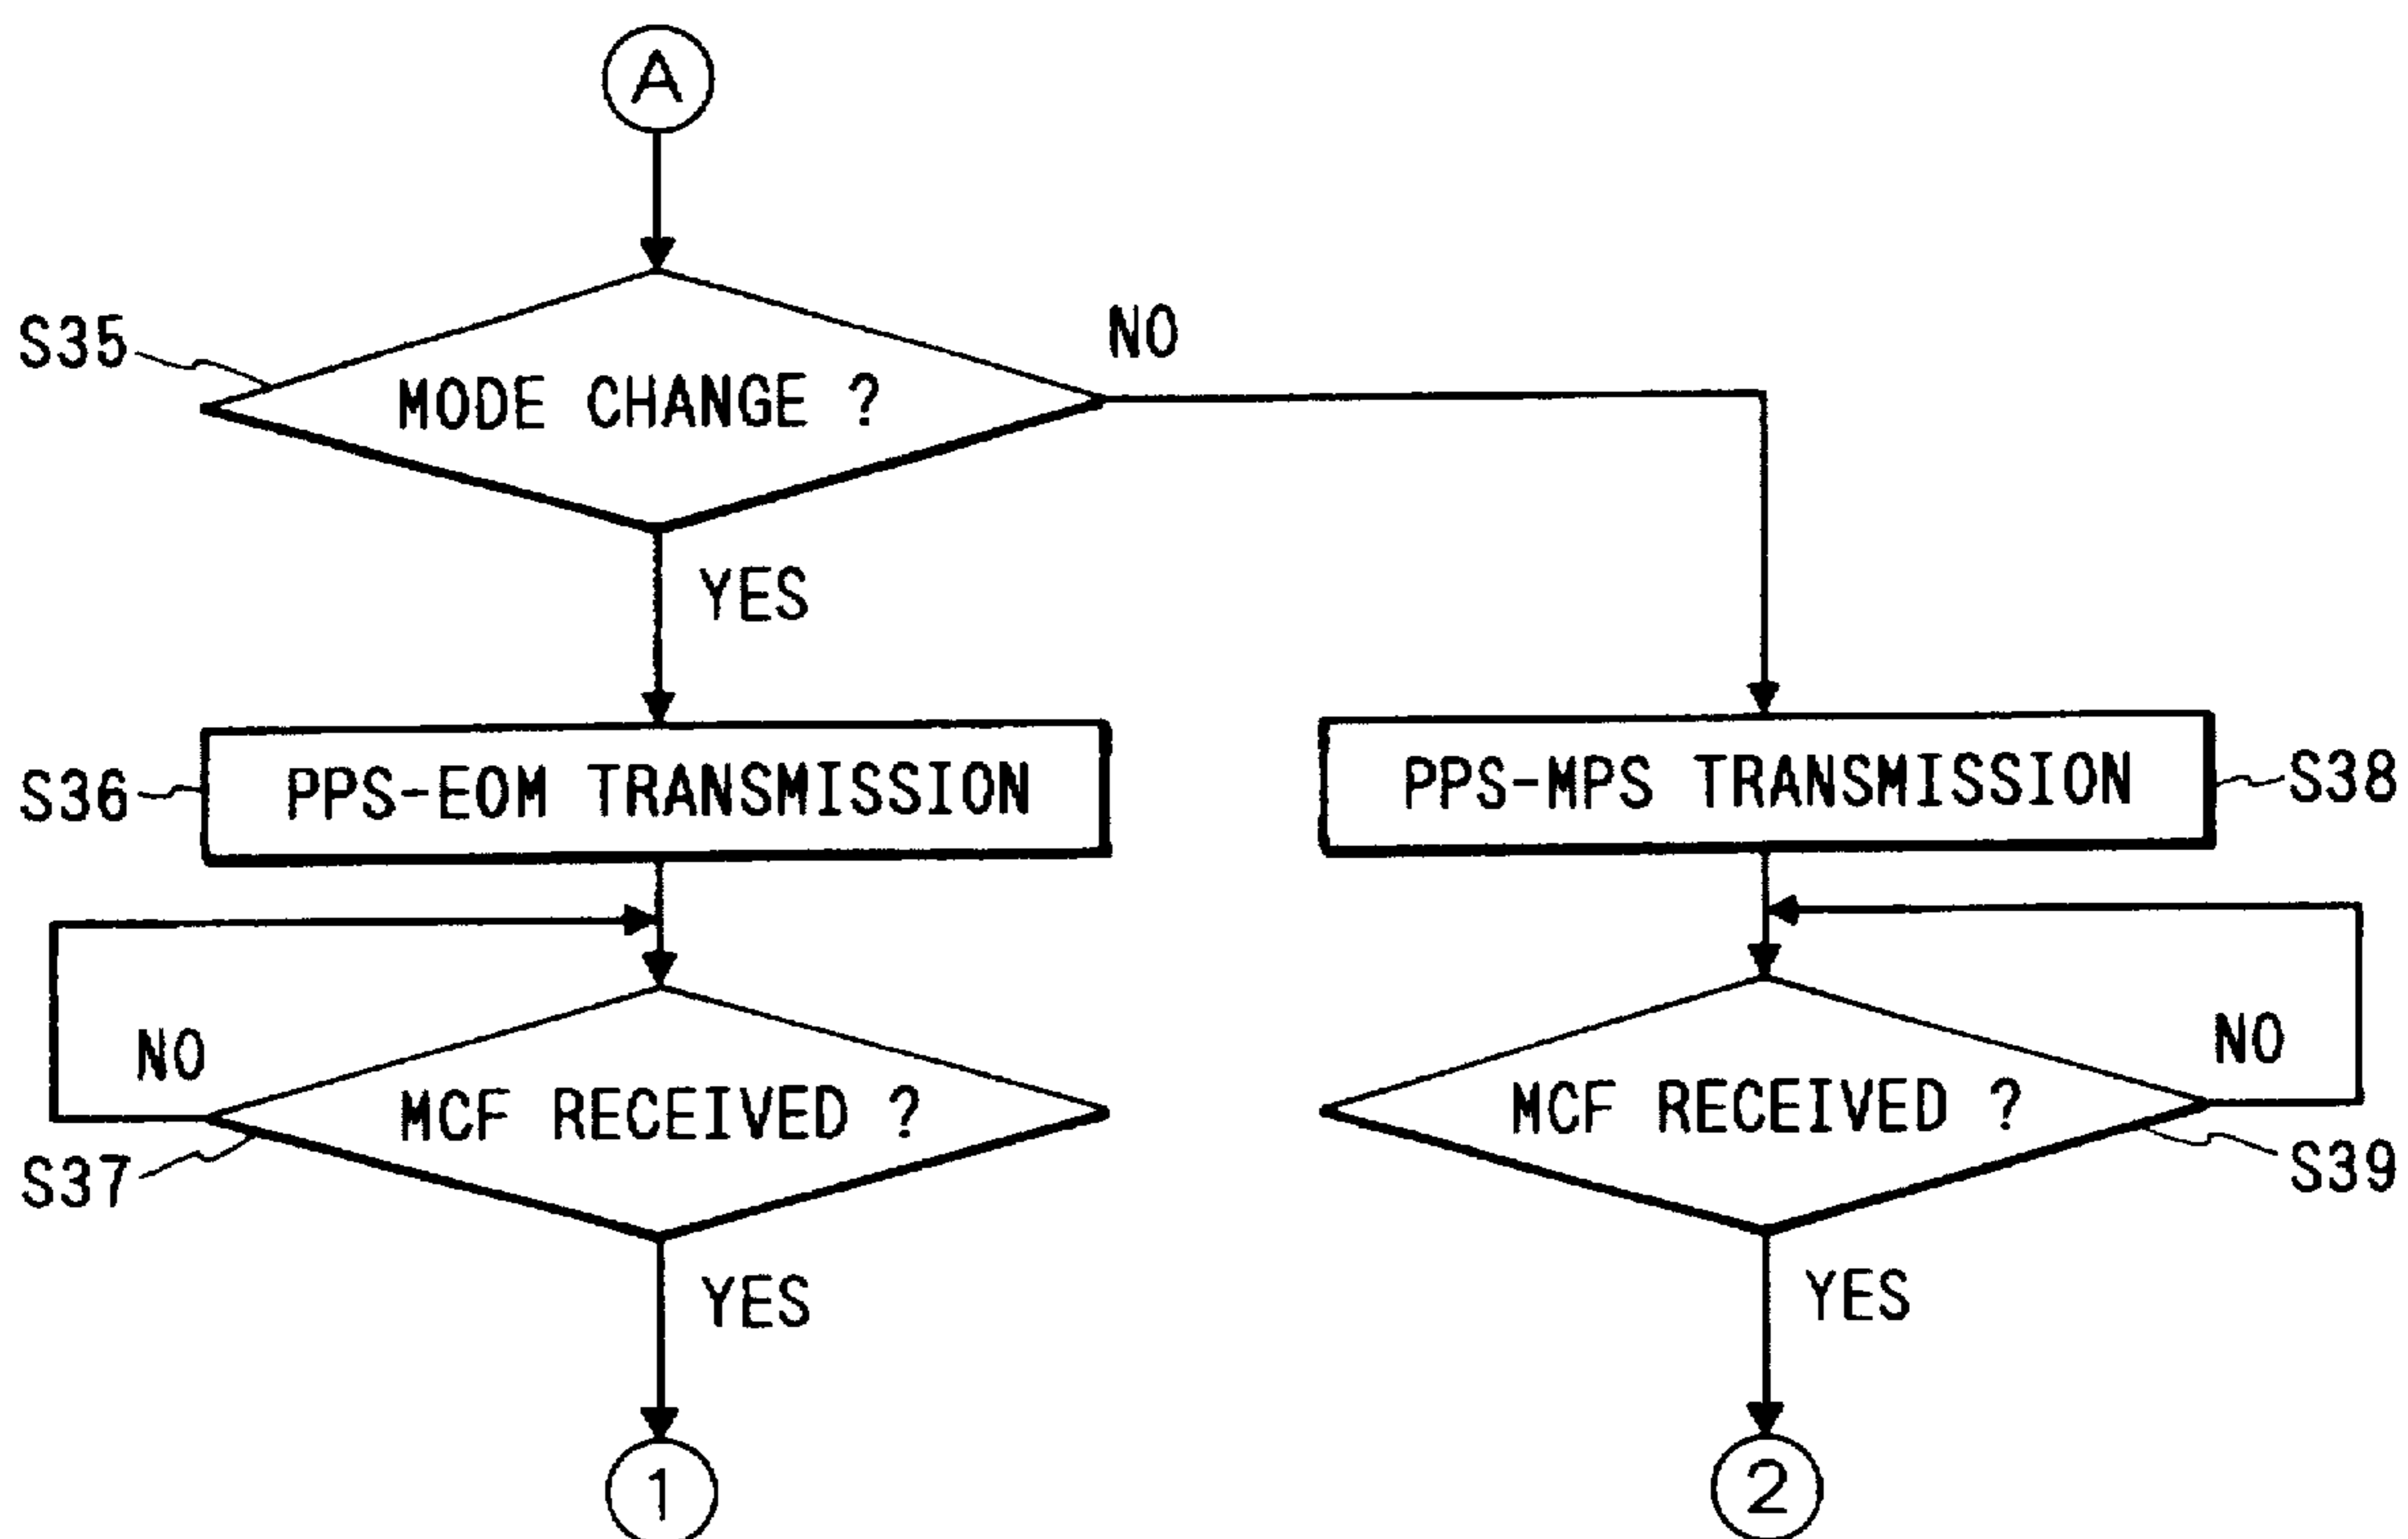 A
S35
MODE CHANGE ?
NO
YES
S36
PPS-EOM TRANSMISSION
PPS-MPS TRANSMISSION
S38
NO
MCF RECEIVED ?
S37
YES
1
MCF RECEIVED ?
NO
S39
YES
2